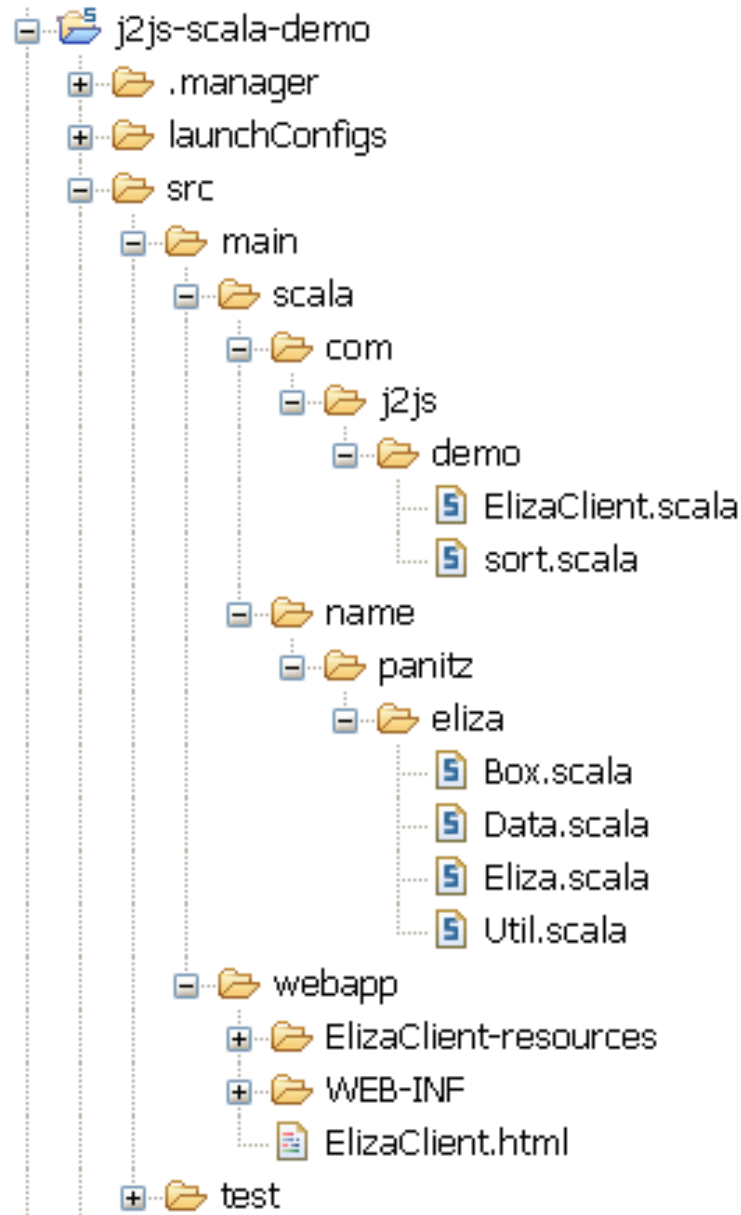 j2js-scala-demo
.manager
launchConfigs
src
main
scala
com
j2js
demo
ElizaClient.scala
sort.scala
name
panitz
eliza
Box.scala
Data.scala
Eliza.scala
Util.scala
webapp
ElizaClient-resources
WEB-INF
ElizaClient.html
test